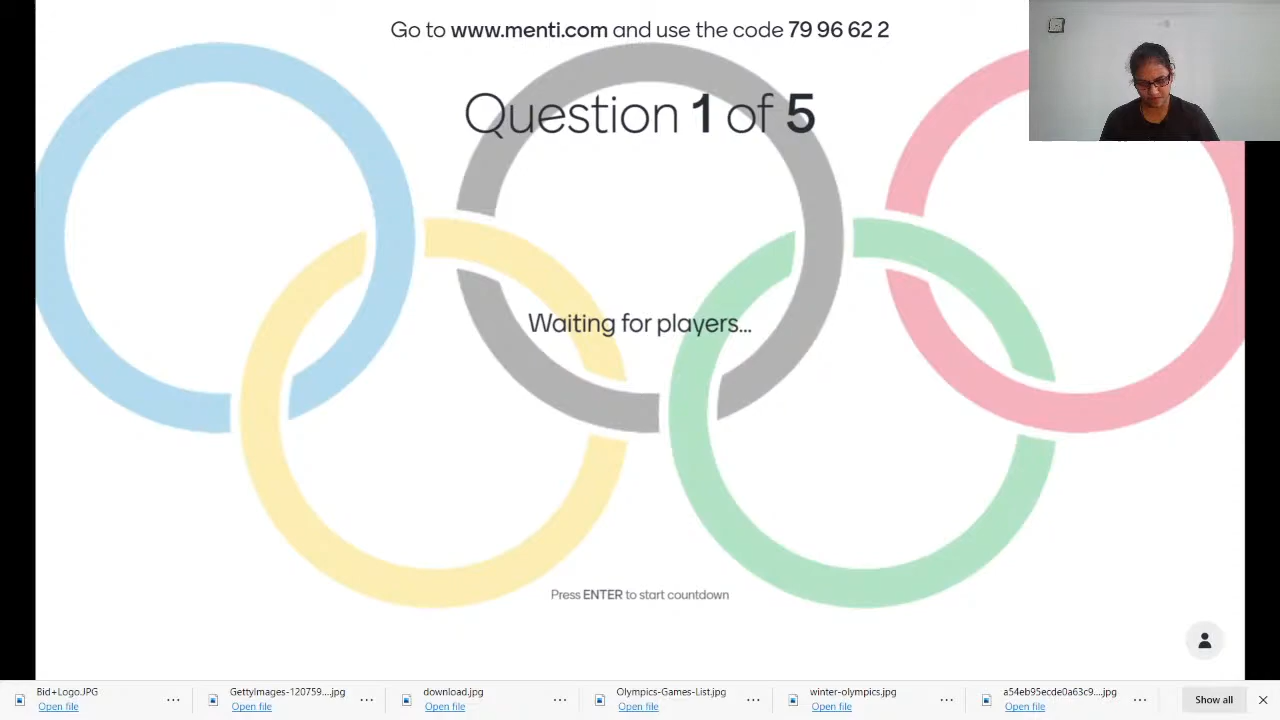 Go to www.menti.com and use the code 79 96 62 2
Question 1 of 5
Waiting for players...
Press ENTER to start countdown
Bid+Logo.JPG
Open file
GettyImages-120759....jpg
Open file
download.jpg
Open file
Olympics-Games-List.jpg
Open file
winter-olympics.jpg
Open file
a54eb95ecde0a63c9....jpg
Open file
Show all